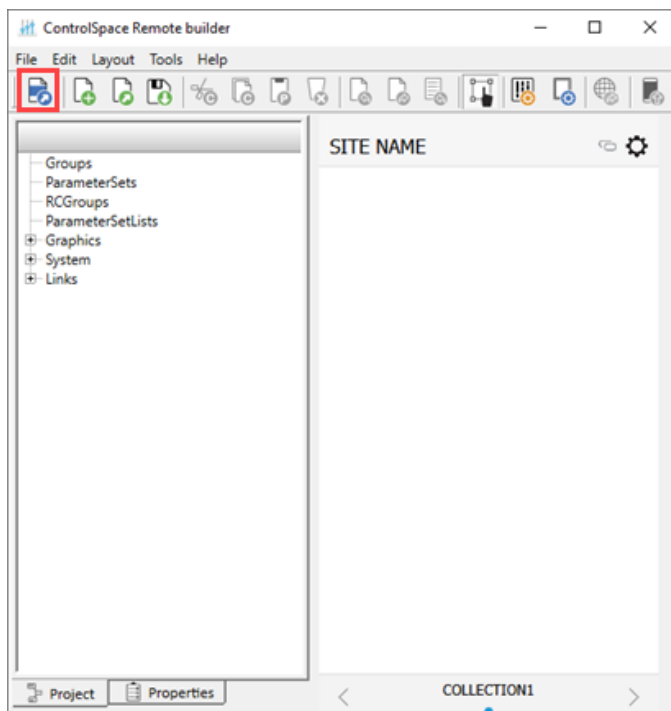 ControlSpace Remote builder
File Edit Layout Tools Help
SITE NAME
Groups
ParameterSets
RCGroups
ParameterSetLists
Graphics
System
Links
Project Properties
COLLECTION1